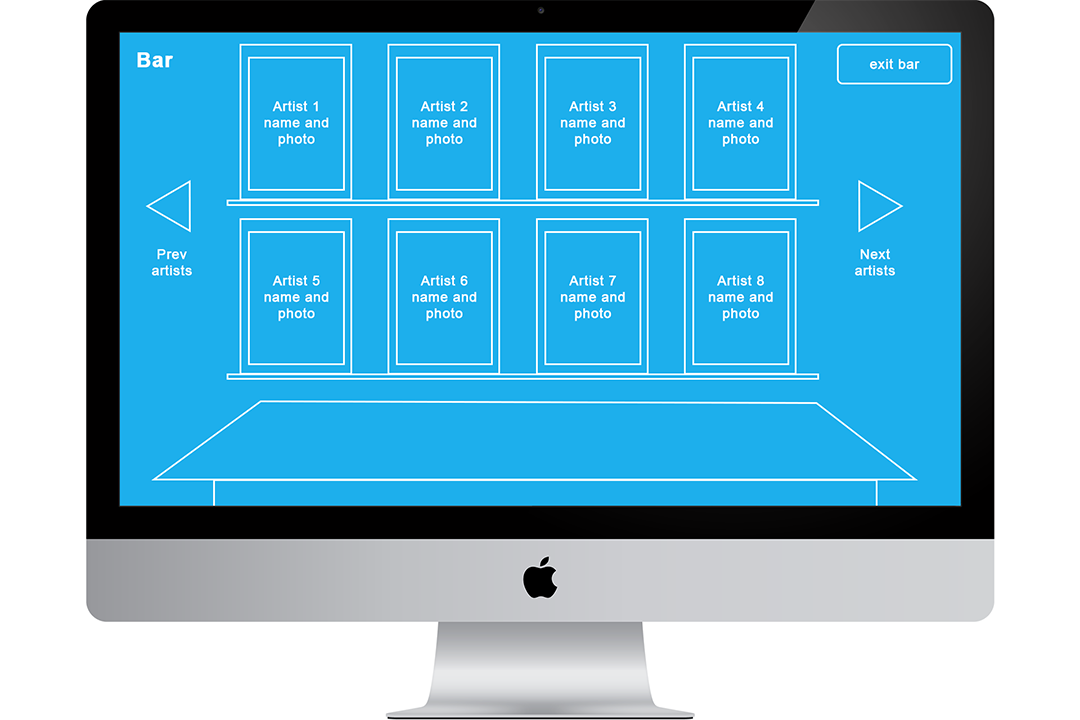 Bar
exit bar
Artist 1
name and
photo
Artist 2
name and
photo
Artist 3
name and
photo
Artist 4
name and
photo
Prev
artists
Next
artists
Artist 5
name and
photo
Artist 6
name and
photo
Artist 7
name and
photo
Artist 8
name and
photo